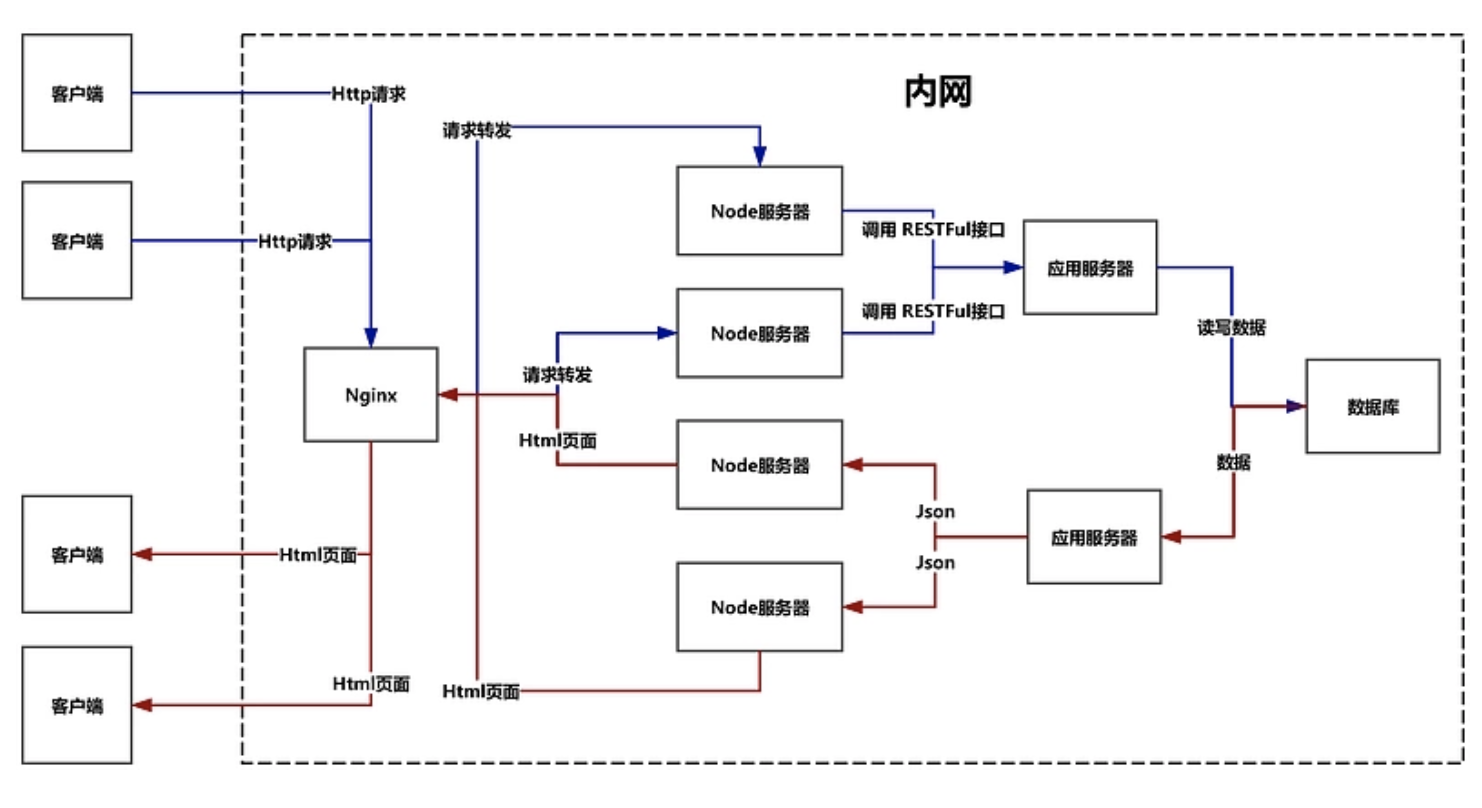 内网
客户端
Http请求
请求转发
Node服务器
调用 RESTFul接口
客户端
Http请求
应用服务器
调用 RESTFul接口
Node服务器
读写数据
请求转发
Nginx
数据库
Html页面
Node服务器
数据
Json
应用服务器
客户端
Html页面
Json
Node服务器
Html页面
Html页面
客户端